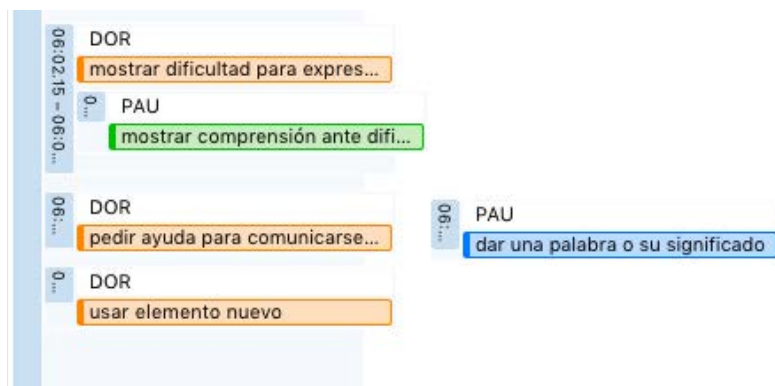 06:02.15 – 06:0...
DOR
mostrar dificultad para expres...
0...
PAU
mostrar comprensión ante difi...
06:...
DOR
pedir ayuda para comunicarse...
06:...
PAU
dar una palabra o su significado
0...
DOR
usar elemento nuevo